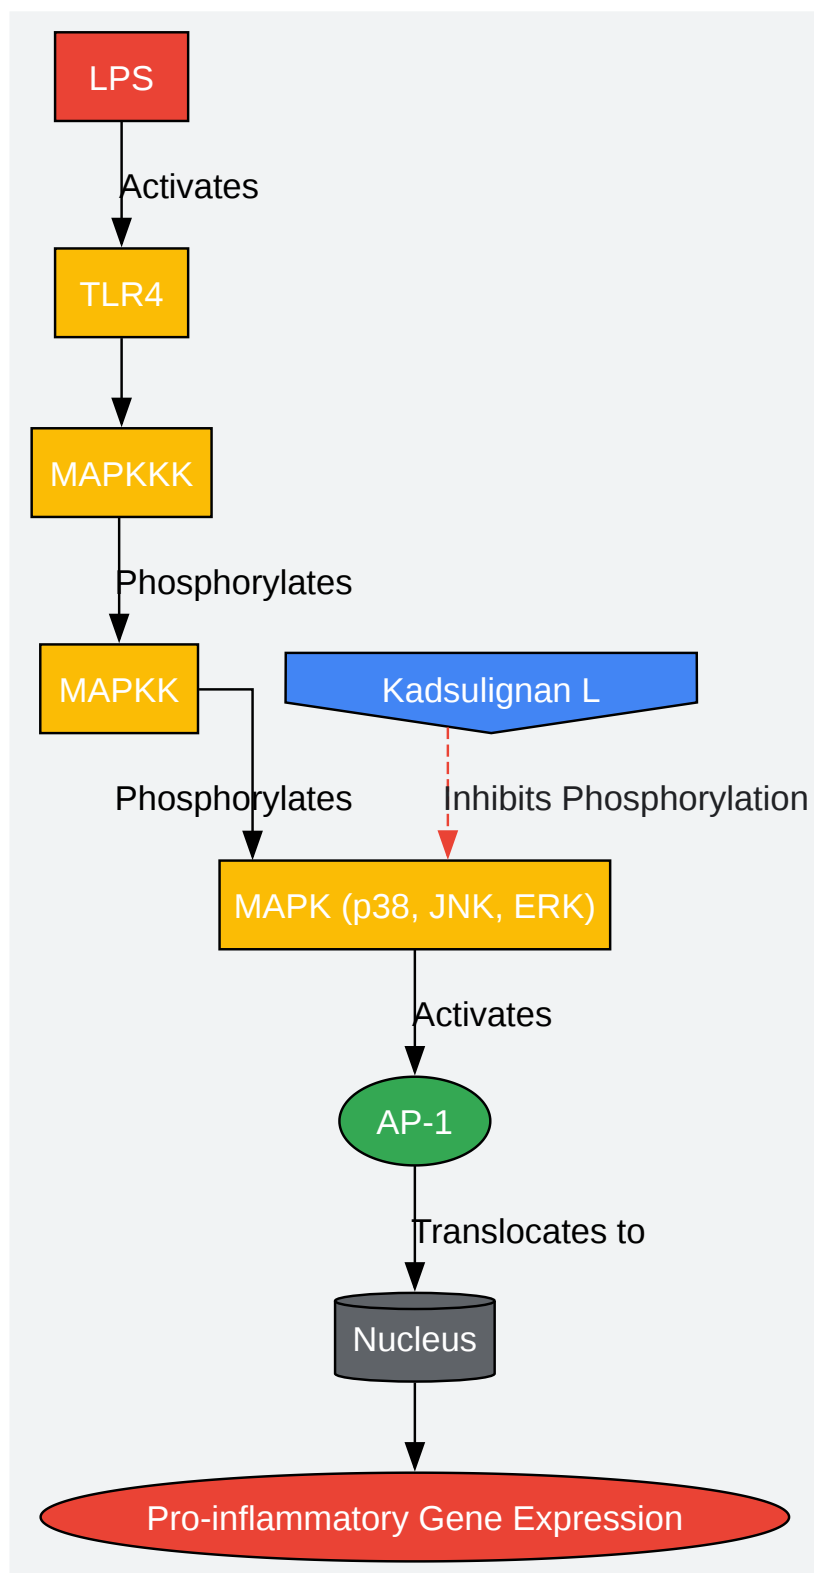 LPS
Activates
TLR4
MAPKKK
Phosphorylates
MAPKK
Kadsulignan L
Phosphorylates
Inhibits Phosphorylation
MAPK (p38, JNK, ERK)
Activates
AP-1
Translocates to
Nucleus
Pro-inflammatory Gene Expression